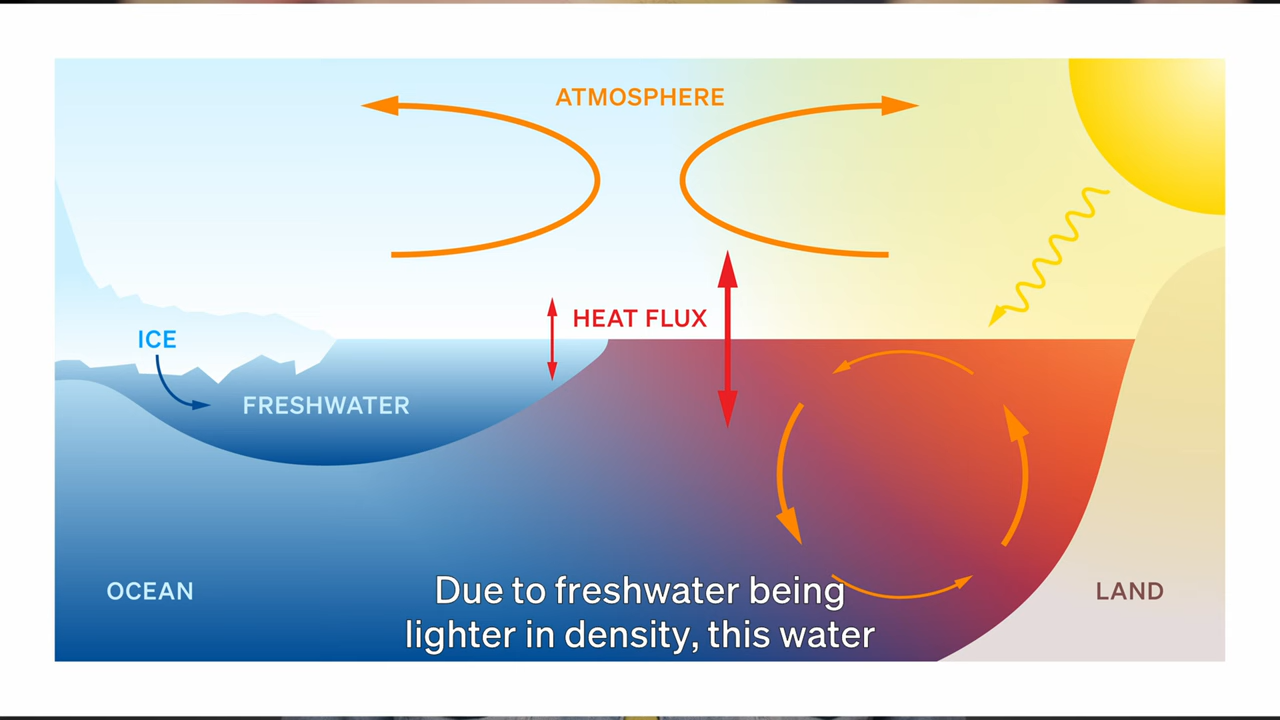 ATMOSPHERE
HEAT FLUX
ICE
FRESHWATER
OCEAN
LAND
Due to freshwater being
lighter in density, this water